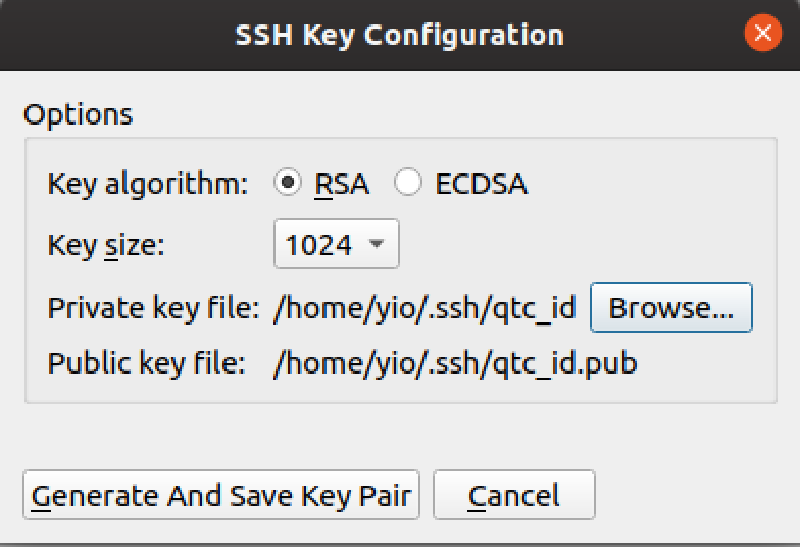 SSH Key Configuration
Options
Key algorithm: RSA ECDSA
Key size: 1024
Private key file: /home/yio/.ssh/qtc_id Browse...
Public key file: /home/yio/.ssh/qtc_id.pub
Generate And Save Key Pair Cancel